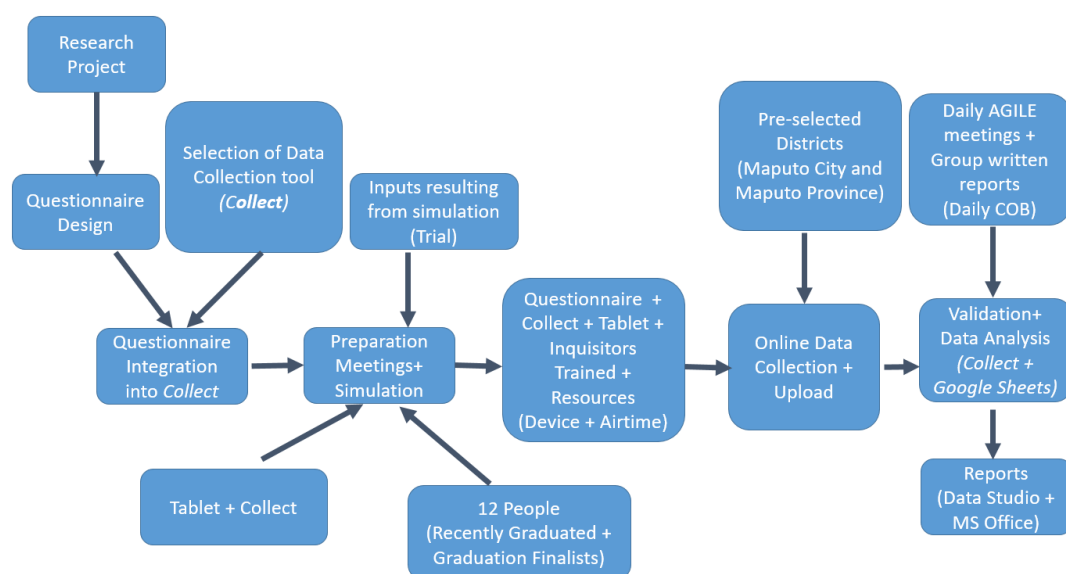 Research
Project
Questionnaire
Design
Selection of Data
Collection tool
(Collect)
Inputs resulting
from simulation
(Trial)
Pre-selected
Districts
(Maputo City and
Maputo Province)
Daily AGILE
meetings +
Group written
reports
(Daily COB)
Questionnaire
Integration
into Collect
Preparation
Meetings+
Simulation
Questionnaire +
Collect + Tablet +
Inquisitors
Trained +
Resources
(Device + Airtime)
Online Data
Collection +
Upload
Validation+
Data Analysis
(Collect +
Google Sheets)
Tablet + Collect
12 People
(Recently Graduated +
Graduation Finalists)
Reports
(Data Studio +
MS Office)